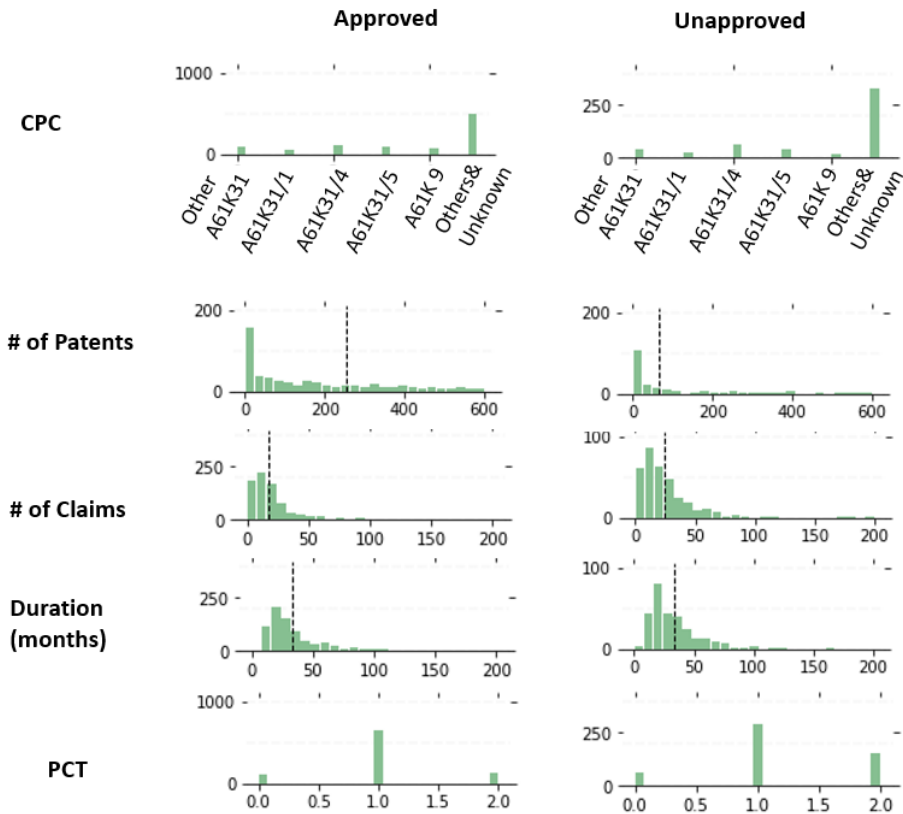 Approved Unapproved
CPC
1000
0
250
0
Other
A61K31
A61K31/1
A61K31/4
A61K31/5
A61K 9
Others&
Unknown
Other
A61K31
A61K31/1
A61K31/4
A61K31/5
A61K 9
Others&
Unknown
# of Patents
200
0
0 200 400 600
200
0
0 200 400 600
# of Claims
250
0
0 50 100 150 200
100
0
0 50 100 150 200
Duration
(months)
250
0
0 50 100 150 200
100
0
0 50 100 150 200
PCT
1000
0
0.0 0.5 1.0 1.5 2.0
250
0
0.0 0.5 1.0 1.5 2.0